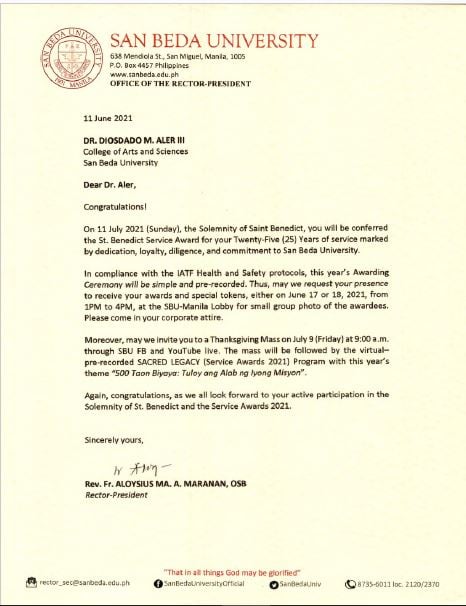 SAN BEDA UNIVERSITY
638 Mendiola St., San Miguel, Manila, 1005
P.O. Box 4457 Philippines
www.sanbeda.edu.ph
OFFICE OF THE RECTOR-PRESIDENT
SAN BEDA UNIVERSITY
MANILA
11 June 2021
DR. DIOSDADO M. ALER III
College of Arts and Sciences
San Beda University
Dear Dr. Aler,
Congratulations!
On 11 July 2021 (Sunday), the Solemnity of Saint Benedict, you will be conferred
the St. Benedict Service Award for your Twenty-Five (25) Years of service marked
by dedication, loyalty, diligence, and commitment to San Beda University.
In compliance with the IATF Health and Safety protocols, this year's Awarding
Ceremony will be simple and pre-recorded. Thus, may we request your presence
to receive your awards and special tokens, either on June 17 or 18, 2021, from
1PM to 4PM, at the SBU-Manila Lobby for small group photo of the awardees.
Please come in your corporate attire.
Moreover, may we invite you to a Thanksgiving Mass on July 9 (Friday) at 9:00 a.m.
through SBU FB and YouTube live. The mass will be followed by the virtual–
pre-recorded SACRED LEGACY (Service Awards 2021) Program with this year's
theme "500 Taon Biyaya: Tuloy ang Alab ng Iyong Misyon".
Again, congratulations, as we all look forward to your active participation in the
Solemnity of St. Benedict and the Service Awards 2021.
Sincerely yours,
Rev. Fr. ALOYSIUS MA. A. MARANAN, OSB
Rector-President
"That in all things God may be glorified"
rector_sec@sanbeda.edu.ph SanBedaUniversityOfficial SanBedaUniv 8735-6011 loc. 2120/2370